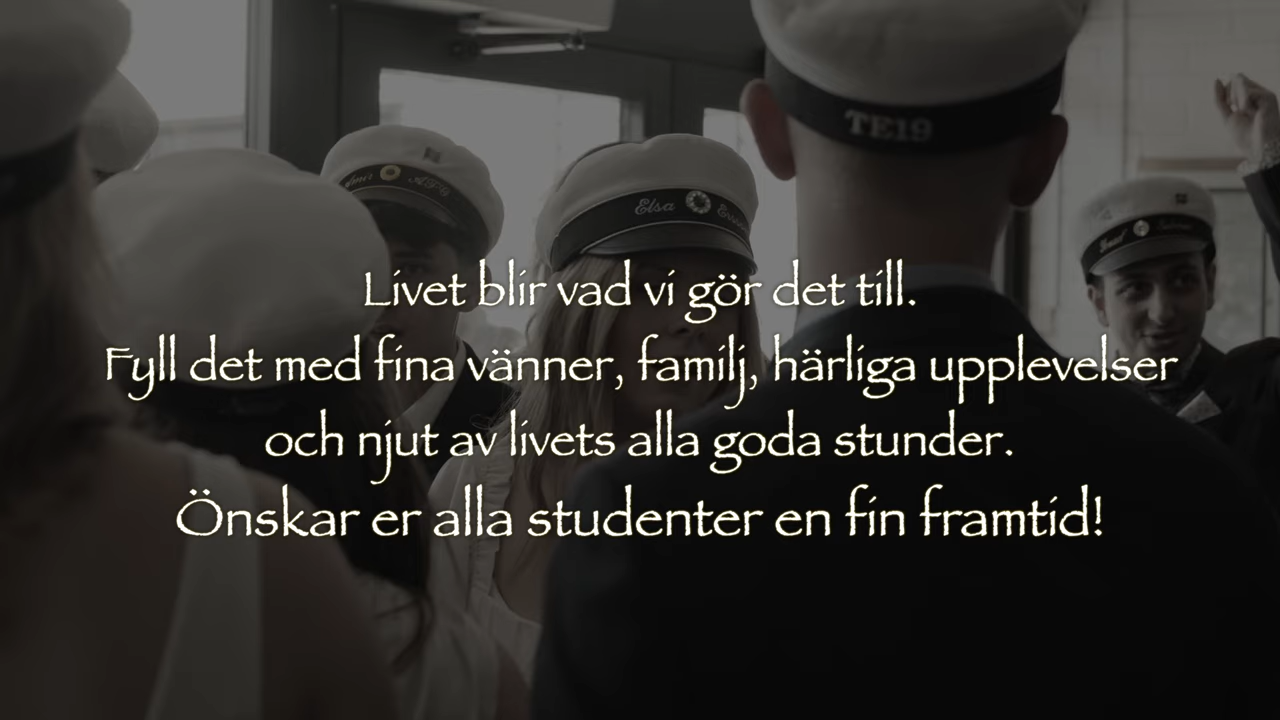 TE19
Elsa
Livet blir vad vi gör det till.
Fyll det med fina vänner, familj, härliga upplevelser
och njut av livets alla goda stunder.
Önskar er alla studenter en fin framtid!